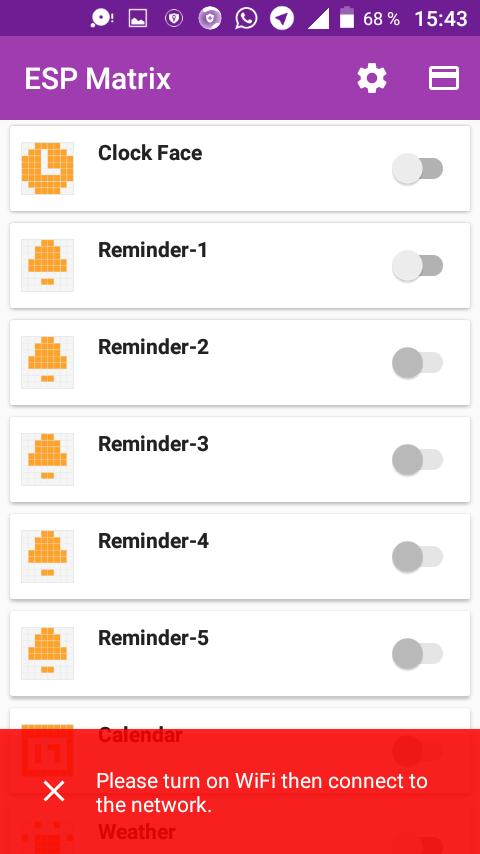 68 % 15:43
ESP Matrix
Clock Face
Reminder-1
Reminder-2
Reminder-3
Reminder-4
Reminder-5
Calendar
Please turn on WiFi then connect to
the network.
Weather